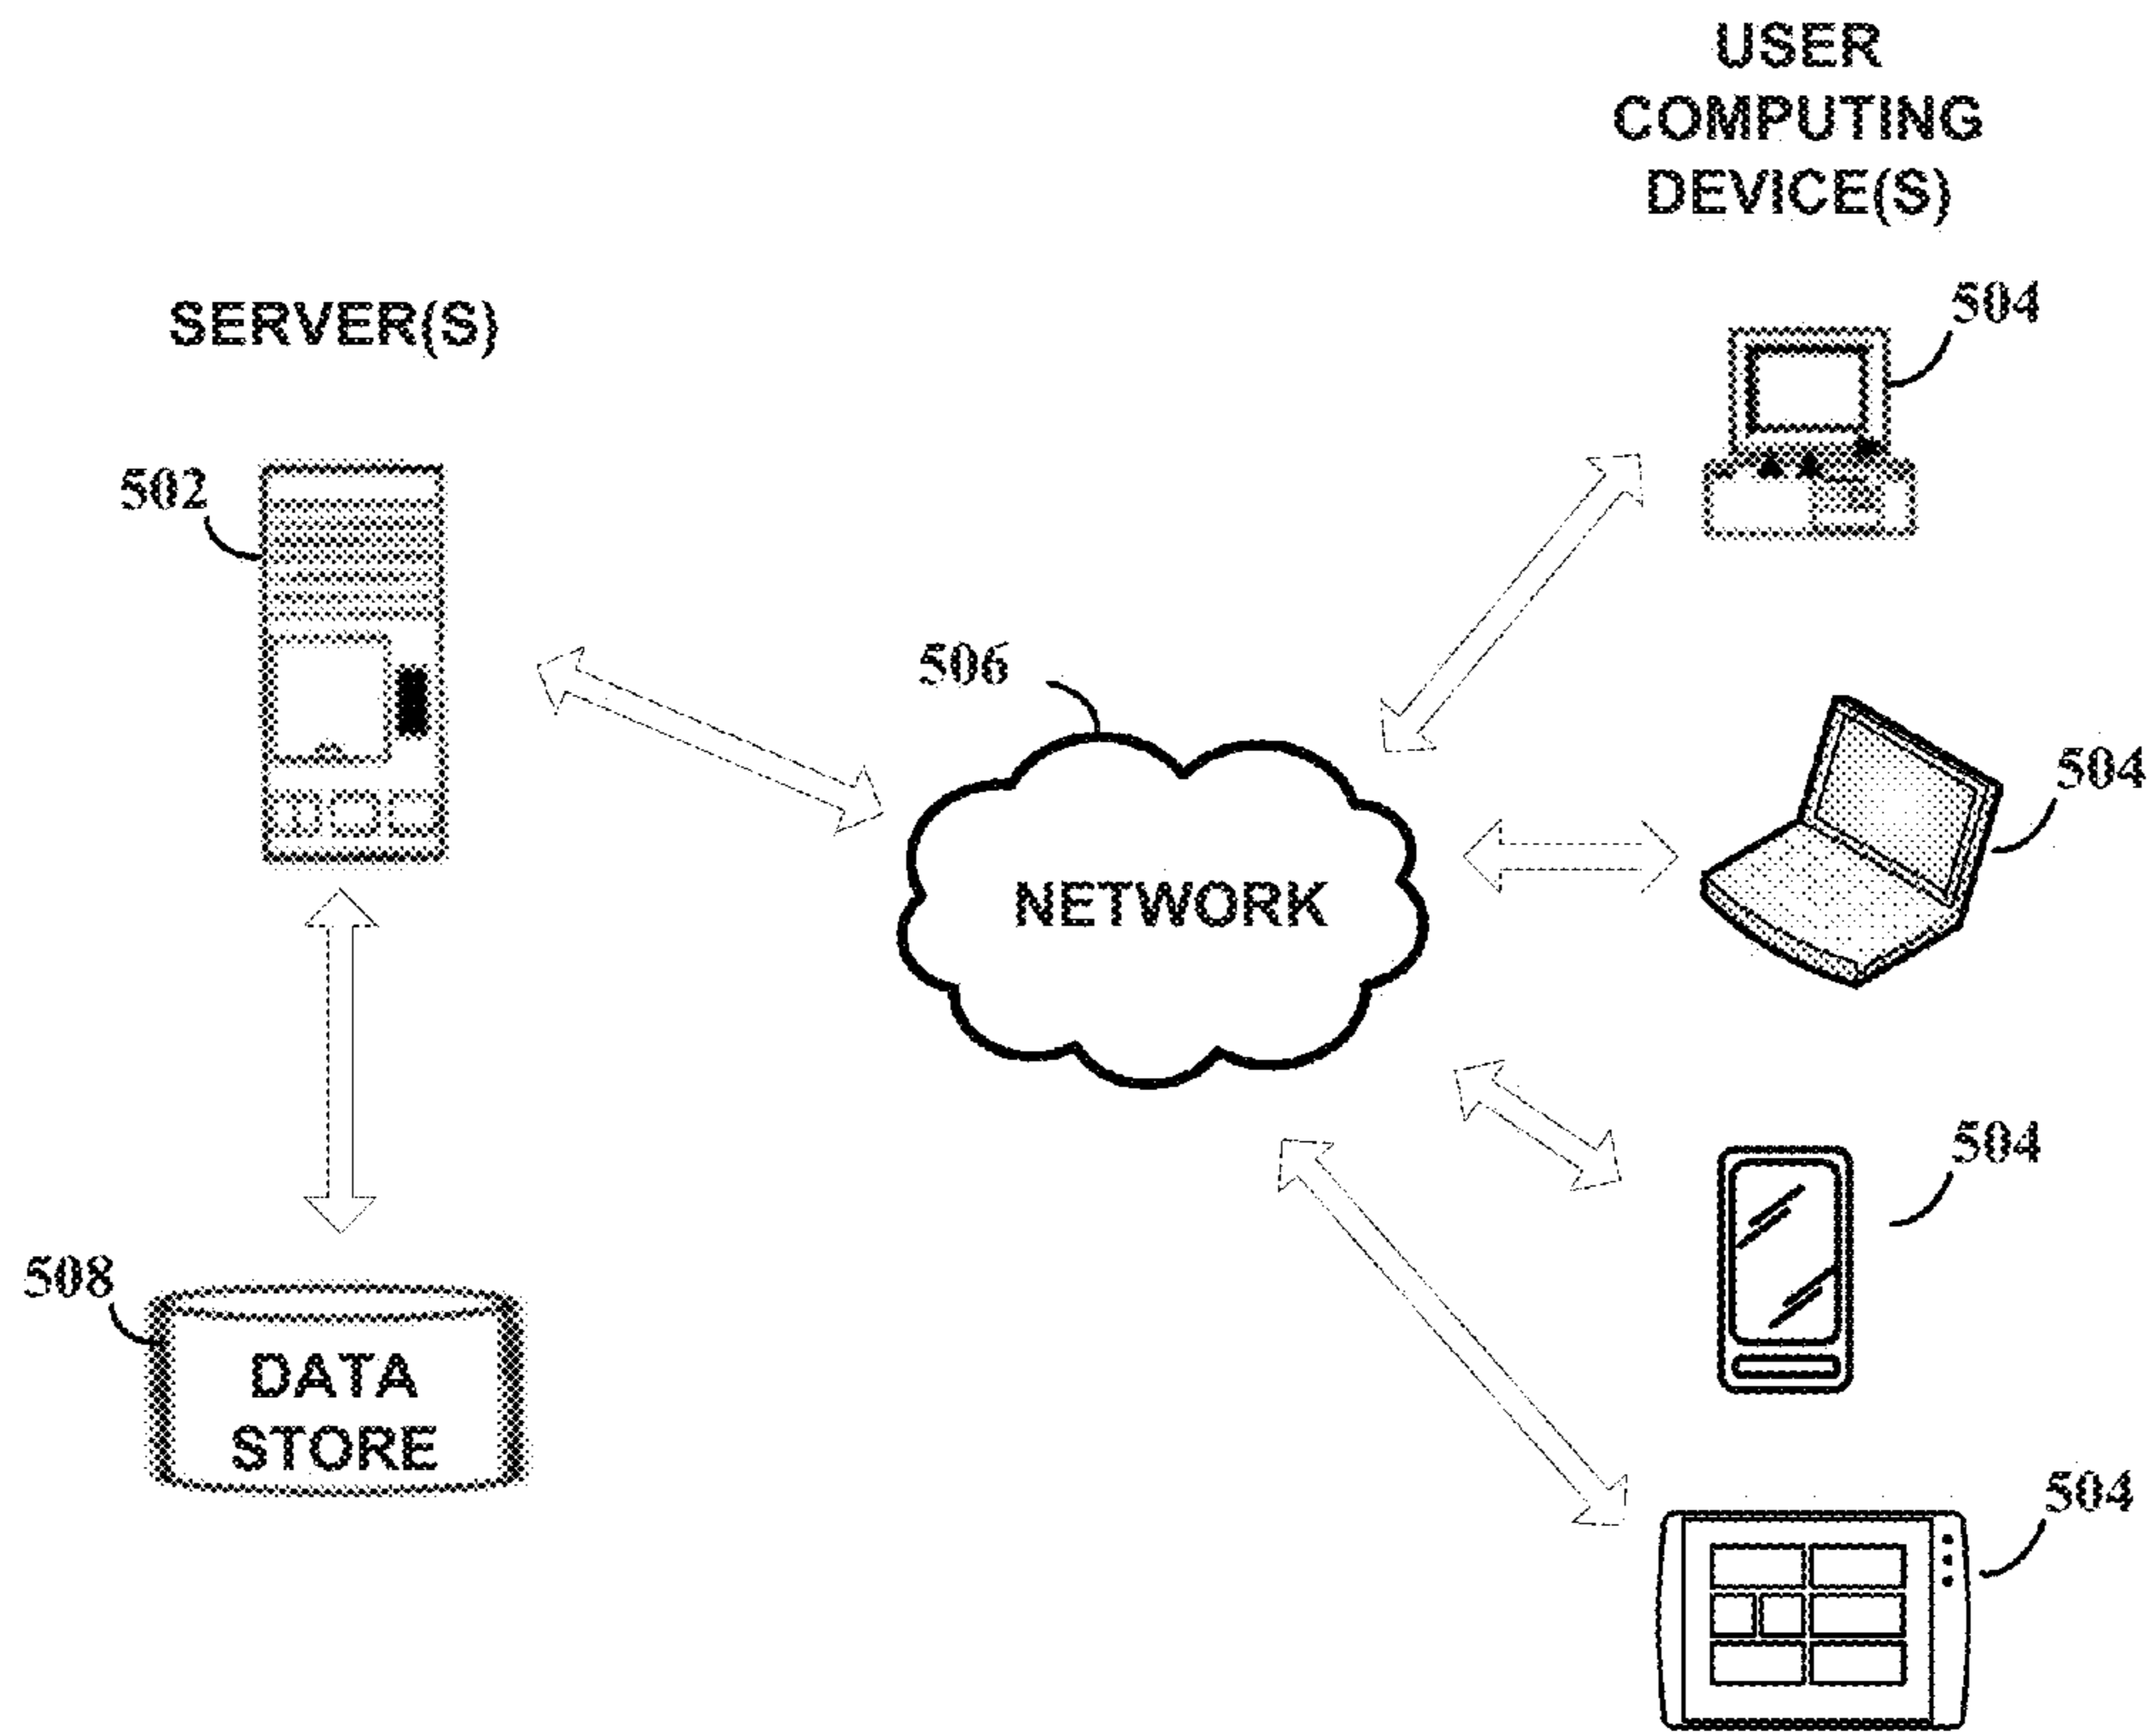 USER
COMPUTING
DEVICE(S)
SERVER(S)
504
502
506
504
NETWORK
504
508
DATA
STORE
504